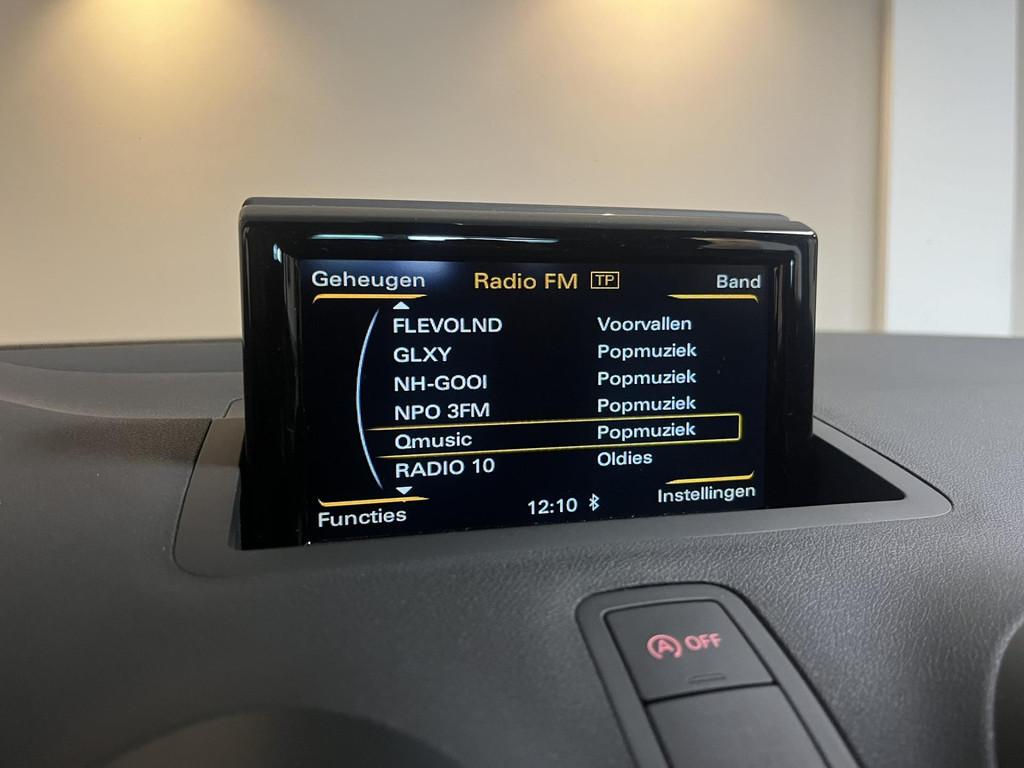 Geheugen Radio FM TP Band
FLEVOLND Voorvallen
GLXY Popmuziek
NH-GOOI Popmuziek
NPO 3FM Popmuziek
Qmusic Popmuziek
RADIO 10 Oldies
Functies 12:10 Instellingen
A OFF